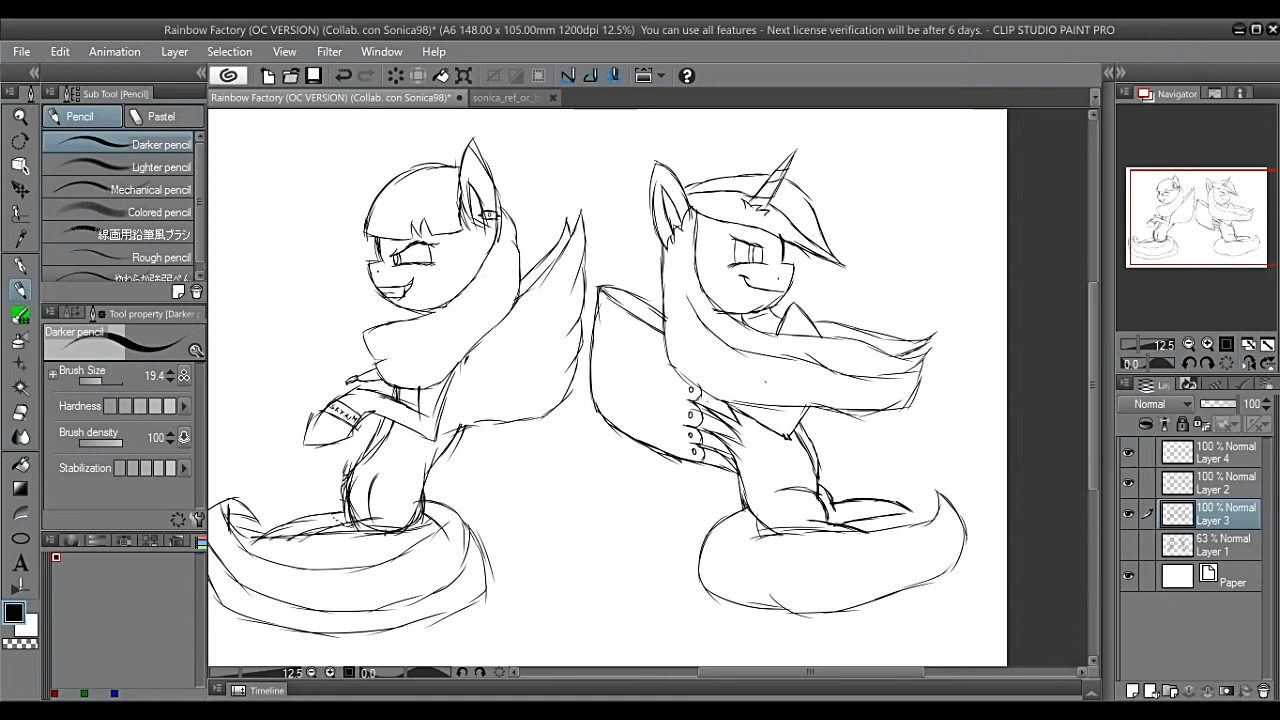 Rainbow Factory (OC VERSION) (Collab. con Sonica98)* (A6 148.00 x 105.00mm 1200dpi 12.5%) You can use all features - Next license verification will be after 6 days. - CLIP STUDIO PAINT PRO
File Edit Animation Layer Selection View Filter Window Help
Sub Tool [Pencil]
Rainbow Factory (OC VERSION) (Collab. con Sonica98)*
sonica_ref_oc_b
Navigator
Pencil Pastel
Darker pencil
Lighter pencil
Mechanical pencil
Colored pencil
線画用鉛筆風ブラシ
Rough pencil
Tool property [Darker
Darker pencil
Brush Size 19.4
Hardness
Brush density 100
Stabilization
12.5
0.0
Lay
Normal 100
100 % Normal
Layer 4
100 % Normal
Layer 2
100 % Normal
Layer 3
63 % Normal
Layer 1
Paper
SKYRIM
12.5 0.0
Timeline